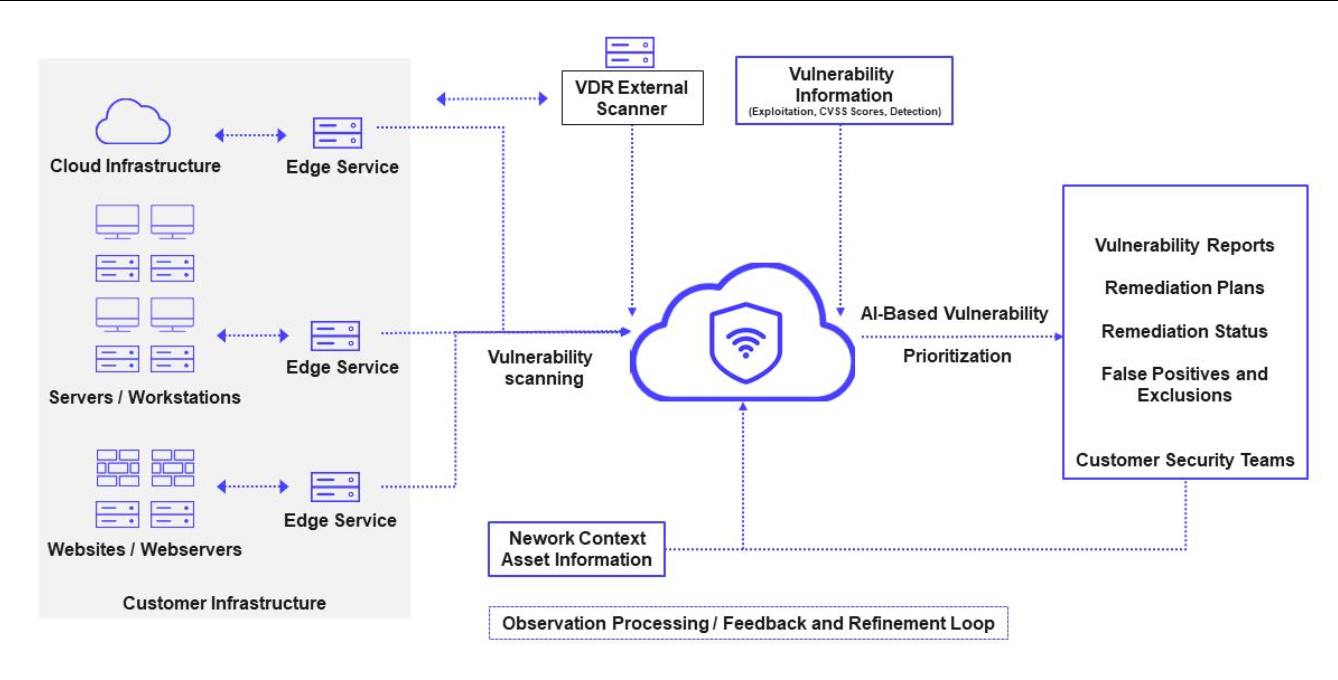 VDR External
Scanner
Vulnerability
Information
(Exploitation, CVSS Scores, Detection)
Cloud Infrastructure
Edge Service
Servers / Workstations
Edge Service
Websites / Webservers
Edge Service
Customer Infrastructure
Vulnerability
scanning
AI-Based Vulnerability
Prioritization
Vulnerability Reports
Remediation Plans
Remediation Status
False Positives and
Exclusions
Customer Security Teams
Nework Context
Asset Information
Observation Processing / Feedback and Refinement Loop